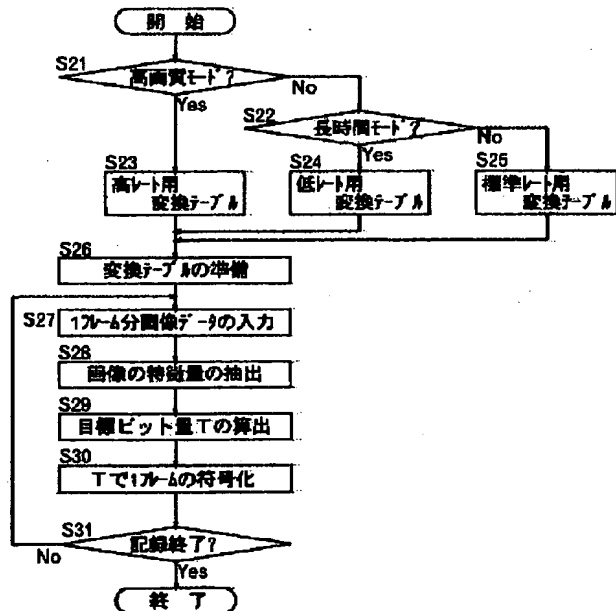 開始
S21
高画質モード?
No
Yes
S22
長時間モード?
No
Yes
S23
高レート用
変換テーブル
S24
低レート用
変換テーブル
S25
標準レート用
変換テーブル
S26
変換テーブルの準備
S27
1フレーム分画像データの入力
S28
画像の特徴量の抽出
S29
目標ビット量Tの算出
S30
Tで1フレームの符号化
S31
記録終了?
No
Yes
終了